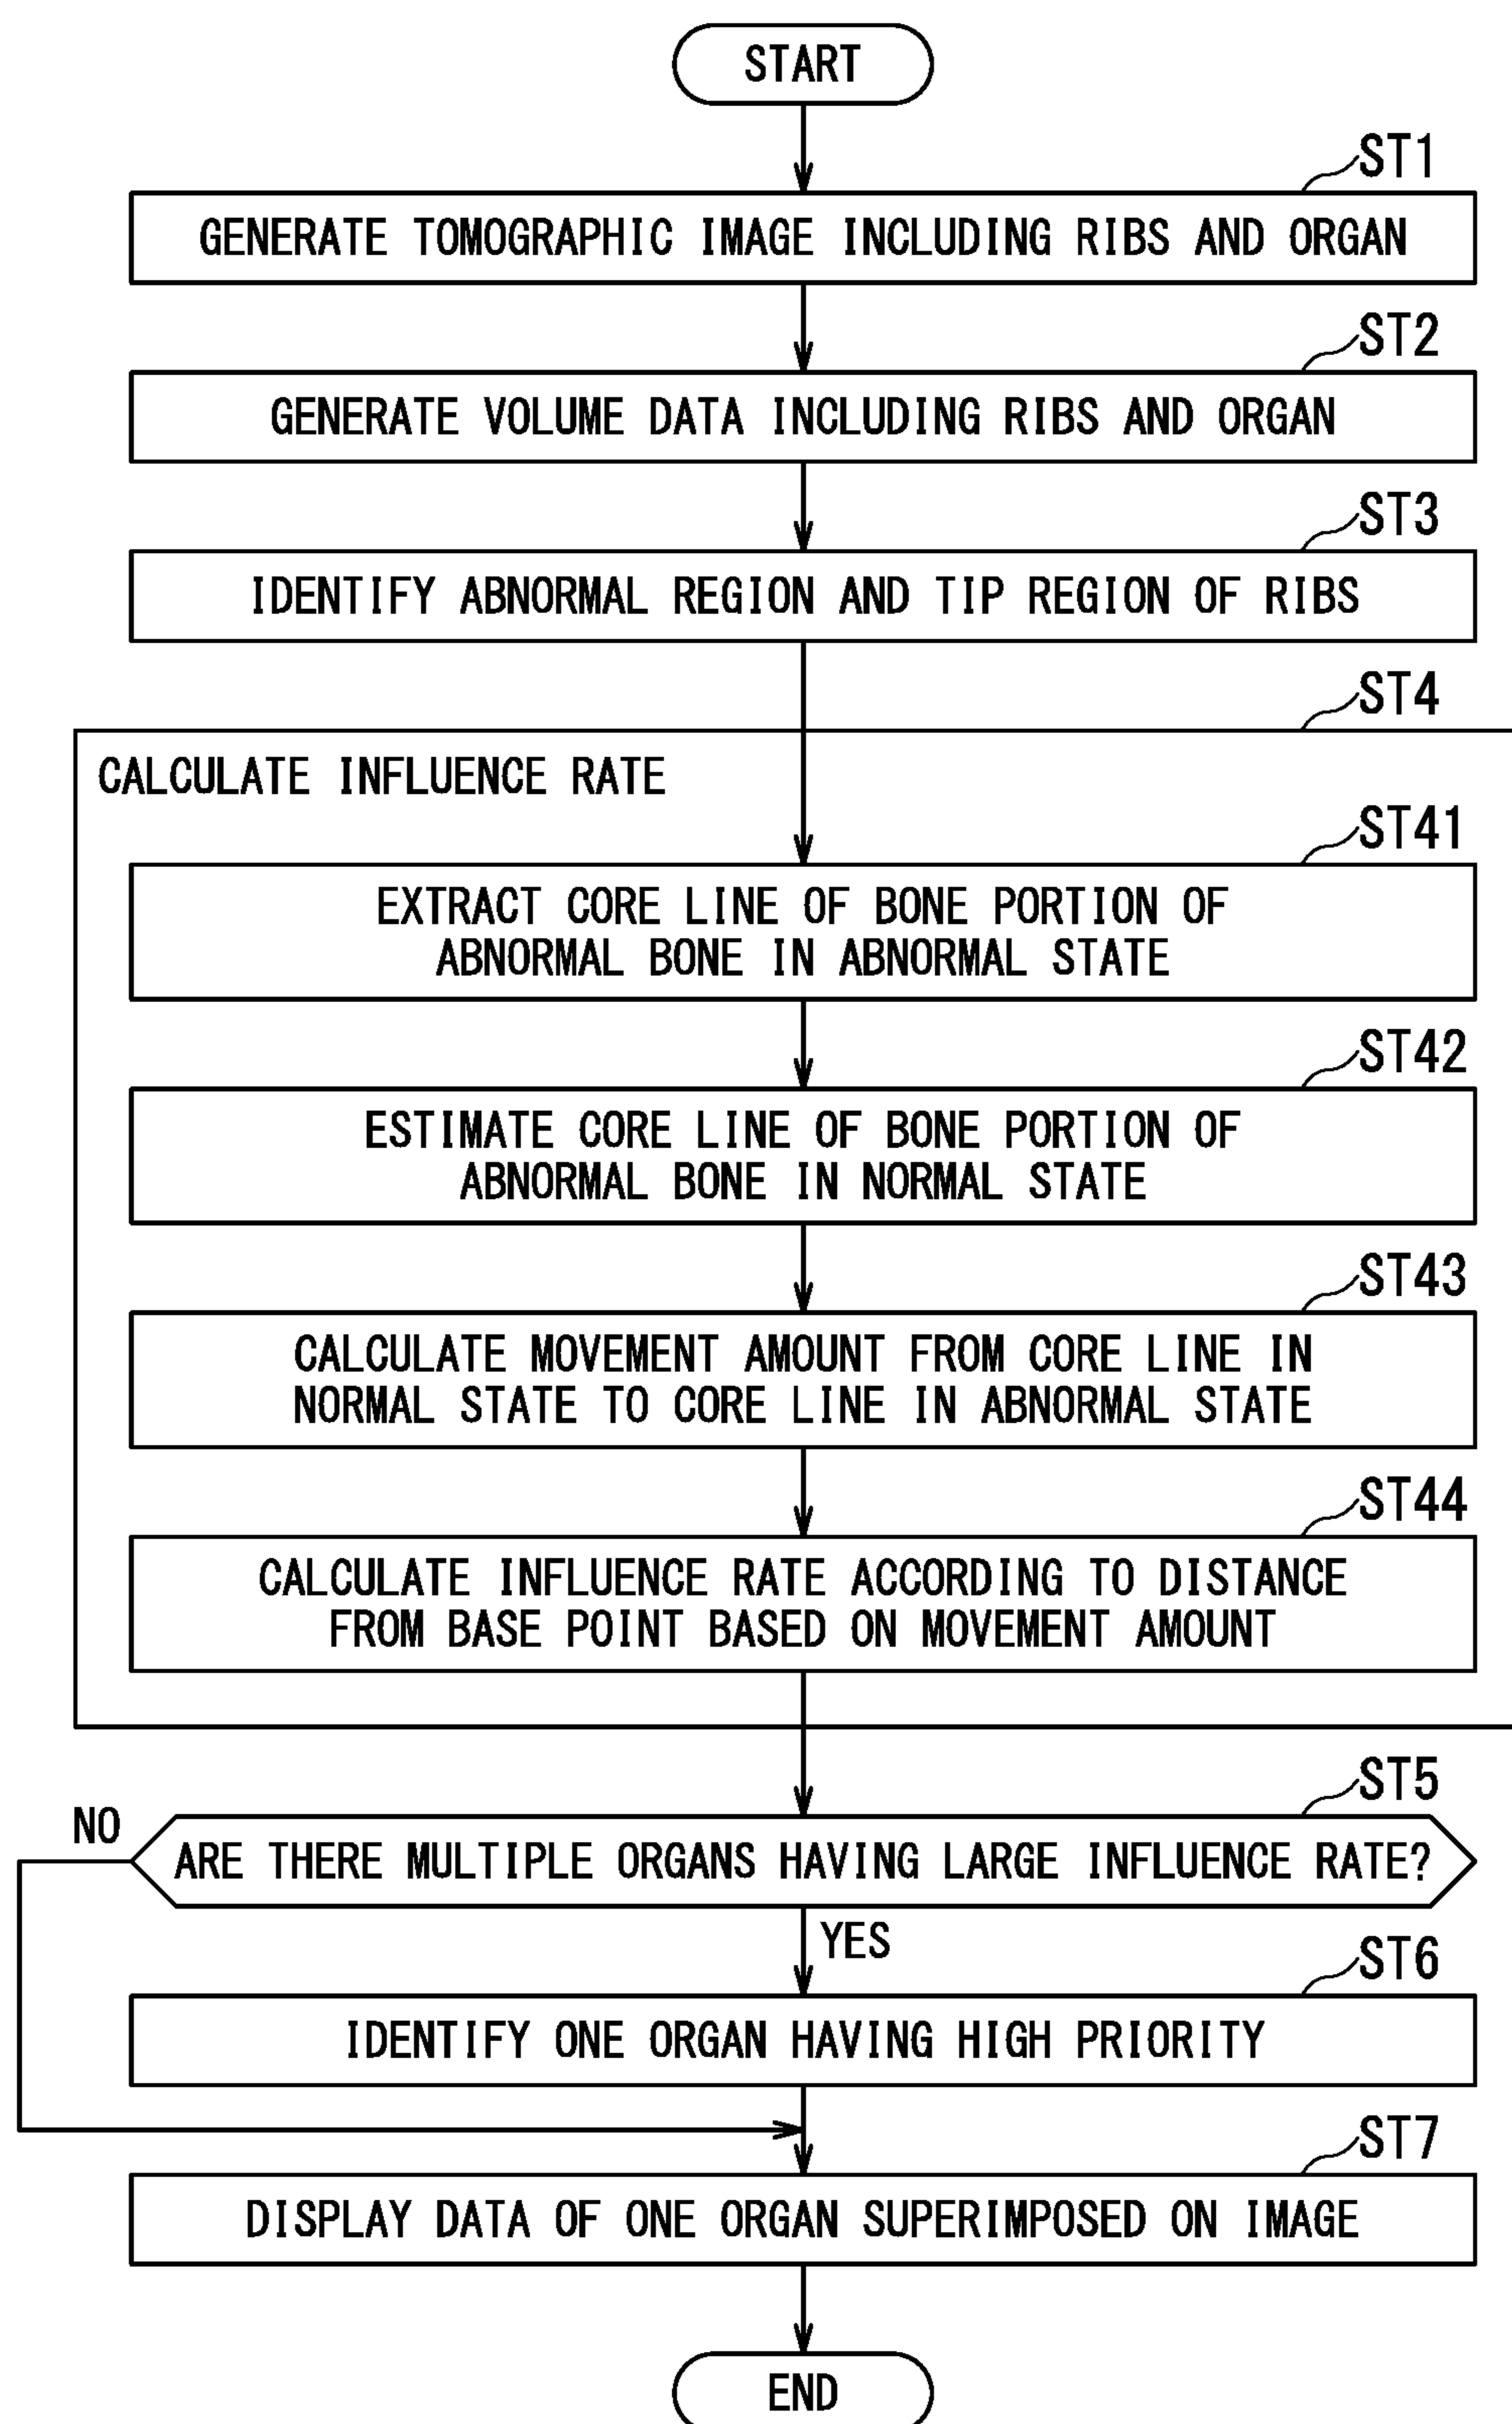 START
ST1
GENERATE TOMOGRAPHIC IMAGE INCLUDING RIBS AND ORGAN
ST2
GENERATE VOLUME DATA INCLUDING RIBS AND ORGAN
ST3
IDENTIFY ABNORMAL REGION AND TIP REGION OF RIBS
ST4
CALCULATE INFLUENCE RATE
ST41
EXTRACT CORE LINE OF BONE PORTION OF
ABNORMAL BONE IN ABNORMAL STATE
ST42
ESTIMATE CORE LINE OF BONE PORTION OF
ABNORMAL BONE IN NORMAL STATE
ST43
CALCULATE MOVEMENT AMOUNT FROM CORE LINE IN
NORMAL STATE TO CORE LINE IN ABNORMAL STATE
ST44
CALCULATE INFLUENCE RATE ACCORDING TO DISTANCE
FROM BASE POINT BASED ON MOVEMENT AMOUNT
ST5
NO
ARE THERE MULTIPLE ORGANS HAVING LARGE INFLUENCE RATE?
YES
ST6
IDENTIFY ONE ORGAN HAVING HIGH PRIORITY
ST7
DISPLAY DATA OF ONE ORGAN SUPERIMPOSED ON IMAGE
END